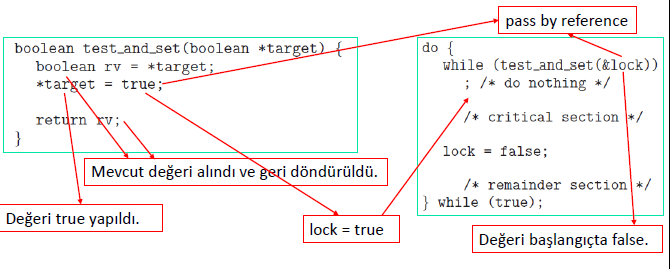 pass by reference
boolean test_and_set(boolean *target) {
boolean rv = *target;
*target = true;
return rv;
}
do {
while (test_and_set(&lock))
; /* do nothing */
/* critical section */
lock = false;
/* remainder section */
} while (true);
Mevcut değeri alındı ve geri döndürüldü.
Değeri true yapıldı.
lock = true
Değeri başlangıçta false.